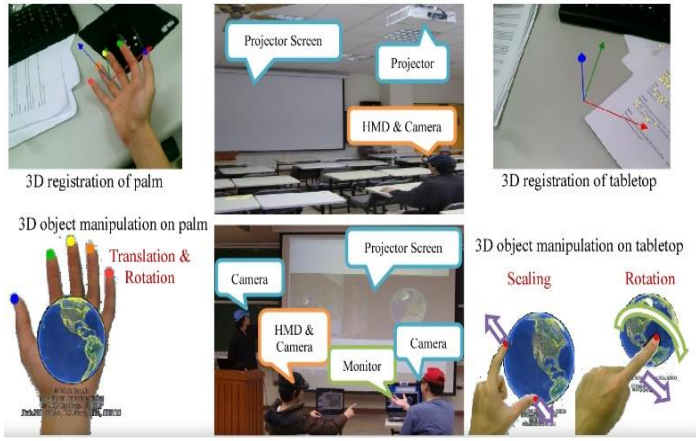 Projector Screen
Projector
HMD & Camera
3D registration of palm
3D registration of tabletop
3D object manipulation on palm
Translation &
Rotation
Camera
Projector Screen
HMD &
Camera
Monitor
Camera
3D object manipulation on tabletop
Scaling
Rotation